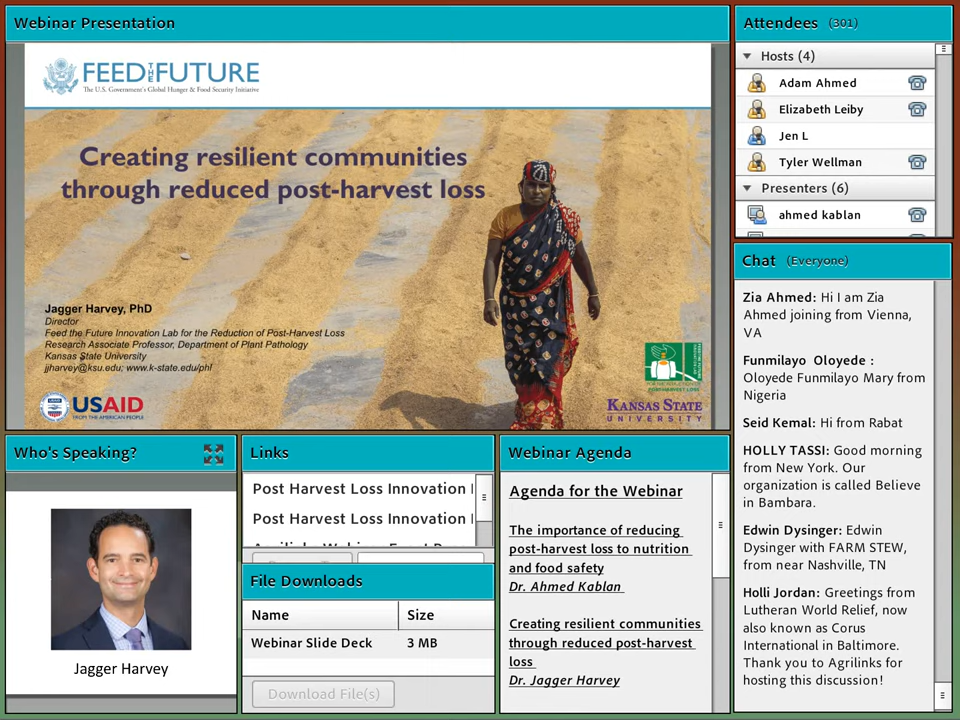 Webinar Presentation
FEED THE FUTURE
The U.S. Government's Global Hunger & Food Security Initiative
Creating resilient communities
through reduced post-harvest loss
Jagger Harvey, PhD
Director
Feed the Future Innovation Lab for the Reduction of Post-Harvest Loss
Research Associate Professor, Department of Plant Pathology
Kansas State University
jjharvey@ksu.edu; www.k-state.edu/phl
USAID
FROM THE AMERICAN PEOPLE
KANSAS STATE
UNIVERSITY
Attendees (301)
Hosts (4)
Adam Ahmed
Elizabeth Leiby
Jen L
Tyler Wellman
Presenters (6)
ahmed kablan
Chat (Everyone)
Zia Ahmed: Hi I am Zia
Ahmed joining from Vienna,
VA
Funmilayo Oloyede :
Oloyede Funmilayo Mary from
Nigeria
Seid Kemal: Hi from Rabat
HOLLY TASSI: Good morning
from New York. Our
organization is called Believe
in Bambara.
Edwin Dysinger: Edwin
Dysinger with FARM STEW,
from near Nashville, TN
Holli Jordan: Greetings from
Lutheran World Relief, now
also known as Corus
International in Baltimore.
Thank you to Agrilinks for
hosting this discussion!
Who's Speaking?
Jagger Harvey
Links
Post Harvest Loss Innovation
Post Harvest Loss Innovation
File Downloads
Name Size
Webinar Slide Deck 3 MB
Download File(s)
Webinar Agenda
Agenda for the Webinar
The importance of reducing
post-harvest loss to nutrition
and food safety
Dr. Ahmed Kablan
Creating resilient communities
through reduced post-harvest
loss
Dr. Jagger Harvey